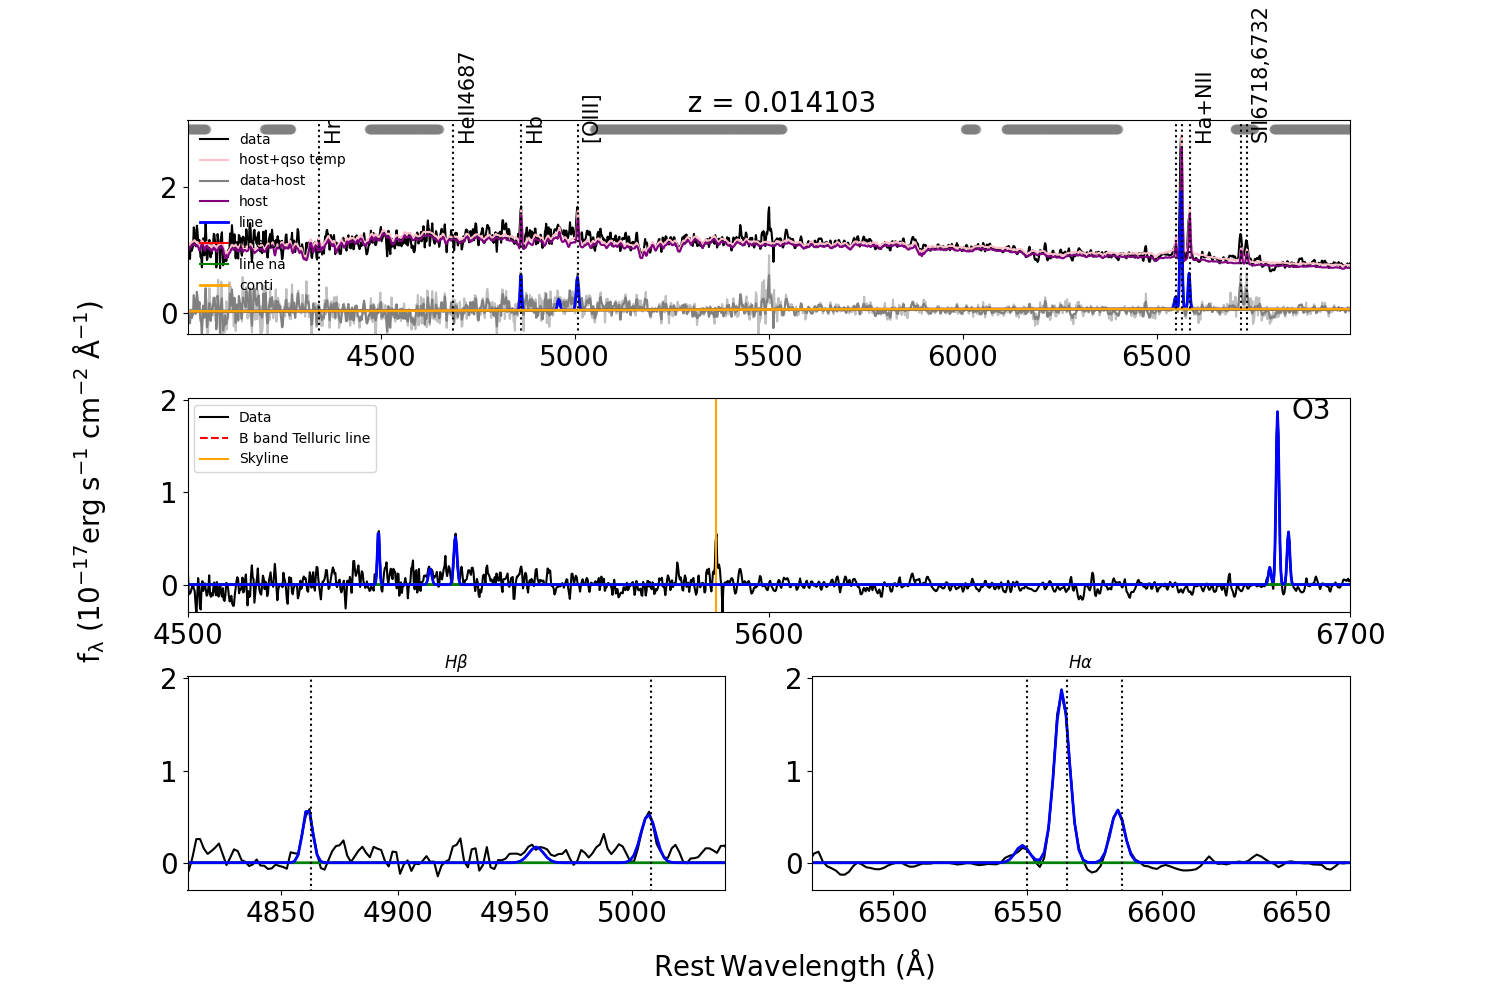 z = 0.014103
Hr
HeII4687
Hb
[OIII]
Ha+NII
SII6718,6732
data
host+qso temp
data-host
host
line
line na
conti
2
0
4500 5000 5500 6000 6500
f_λ (10^−17 erg s^−1 cm^−2 Å^−1)
Data
B band Telluric line
Skyline
O3
2
1
0
4500 5600 6700
Hβ
2
1
0
4850 4900 4950 5000
Hα
2
1
0
6500 6550 6600 6650
Rest Wavelength (Å)